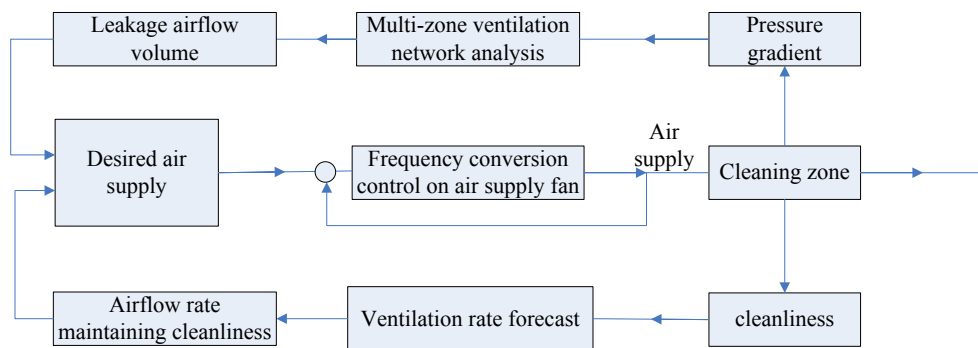 Leakage airflow
volume
Multi-zone ventilation
network analysis
Pressure
gradient
Desired air
supply
Frequency conversion
control on air supply fan
Air
supply
Cleaning zone
Airflow rate
maintaining cleanliness
Ventilation rate forecast
cleanliness